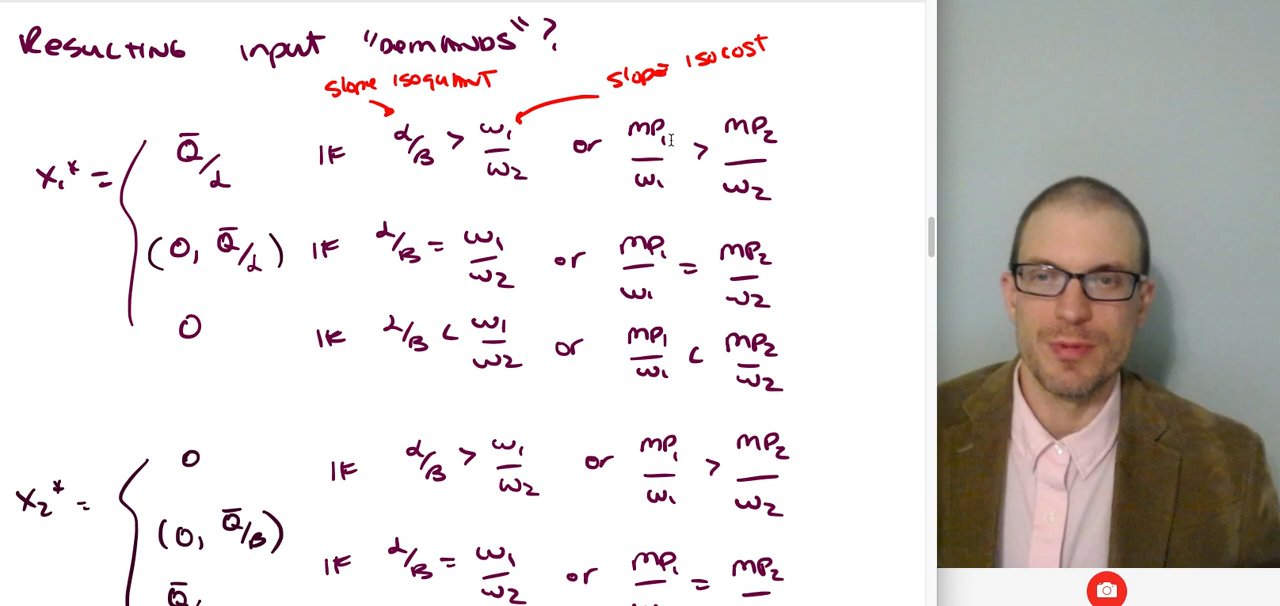 Resulting input "Demands"?
slope isoquant
slope isocost
x₁* = { Q̄/α IF α/β > w₁/w₂ or MP₁/w₁ > MP₂/w₂
(0, Q̄/α) IF α/β = w₁/w₂ or MP₁/w₁ = MP₂/w₂
0 IF α/β < w₁/w₂ or MP₁/w₁ < MP₂/w₂
x₂* = { 0 IF α/β > w₁/w₂ or MP₁/w₁ > MP₂/w₂
(0, Q̄/β) IF α/β = w₁/w₂ or MP₁ = MP₂
Q̄